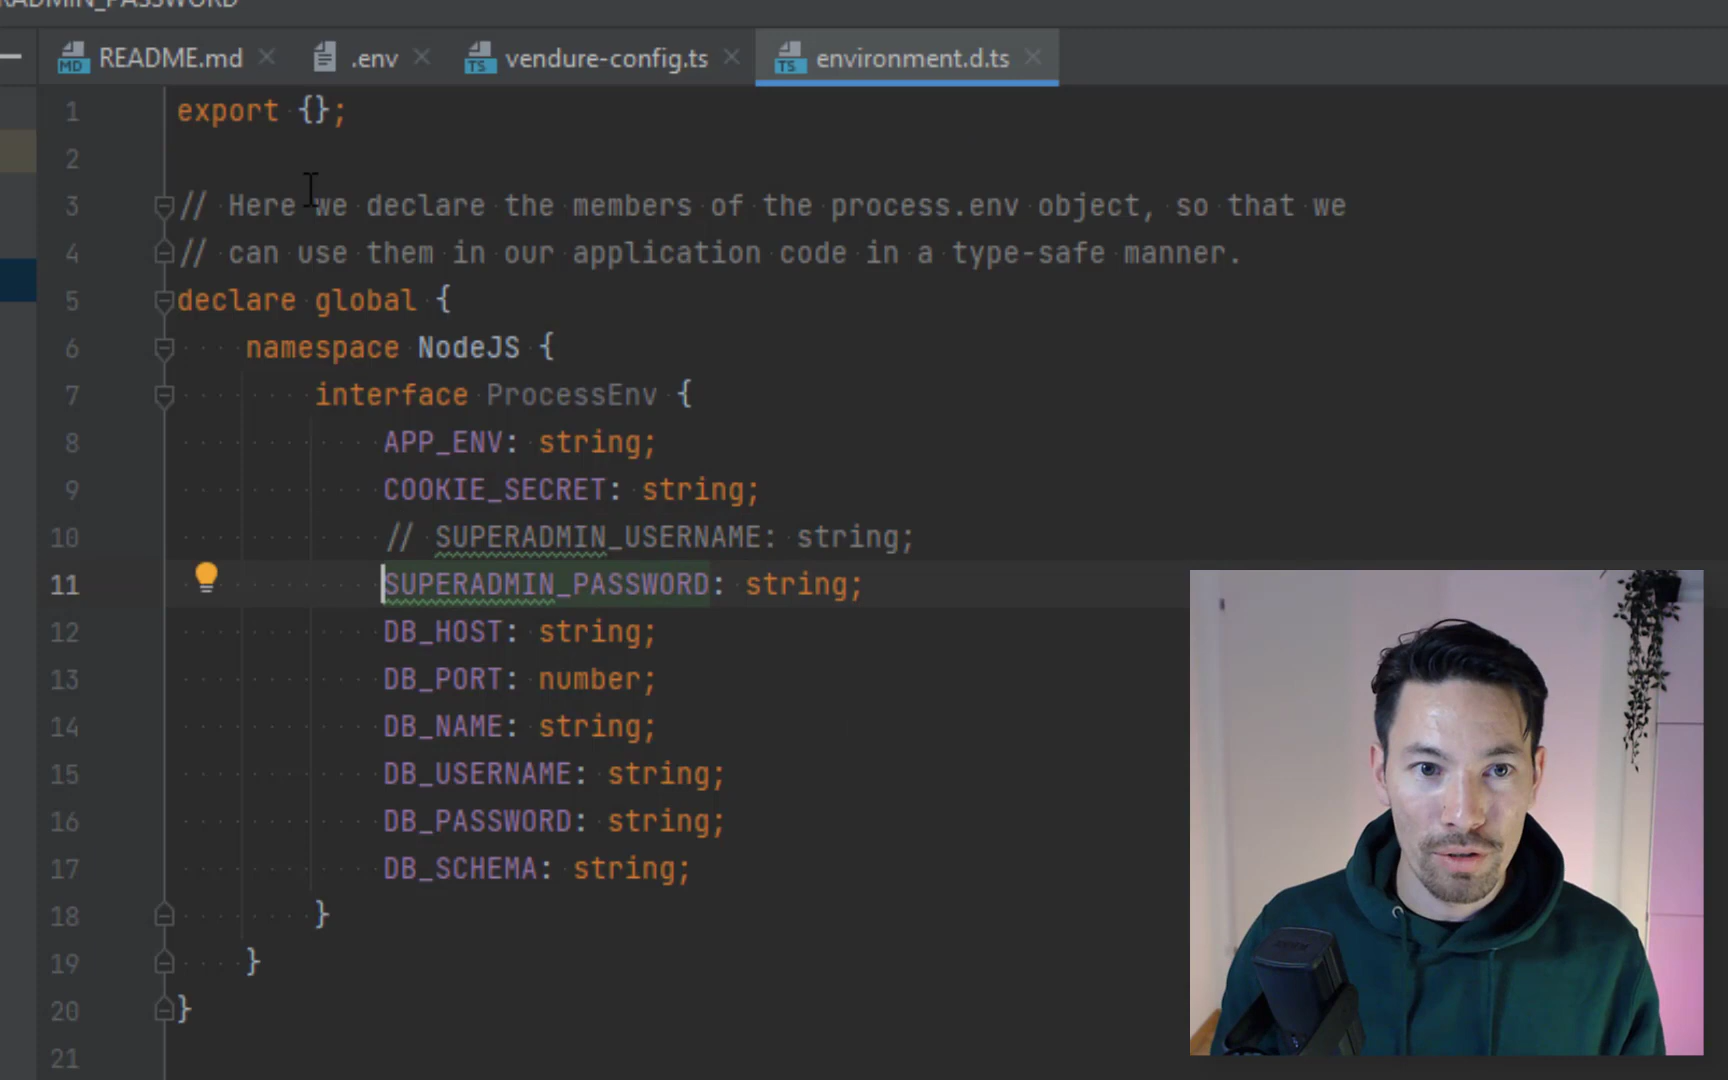 RADMIN_PASSWORD
README.md
.env
vendure-config.ts
environment.d.ts
1 export {};
2
3 // Here we declare the members of the process.env object, so that we
4 // can use them in our application code in a type-safe manner.
5 declare global {
6 namespace NodeJS {
7 interface ProcessEnv {
8 APP_ENV: string;
9 COOKIE_SECRET: string;
10 // SUPERADMIN_USERNAME: string;
11 SUPERADMIN_PASSWORD: string;
12 DB_HOST: string;
13 DB_PORT: number;
14 DB_NAME: string;
15 DB_USERNAME: string;
16 DB_PASSWORD: string;
17 DB_SCHEMA: string;
18 }
19 }
20 }
21